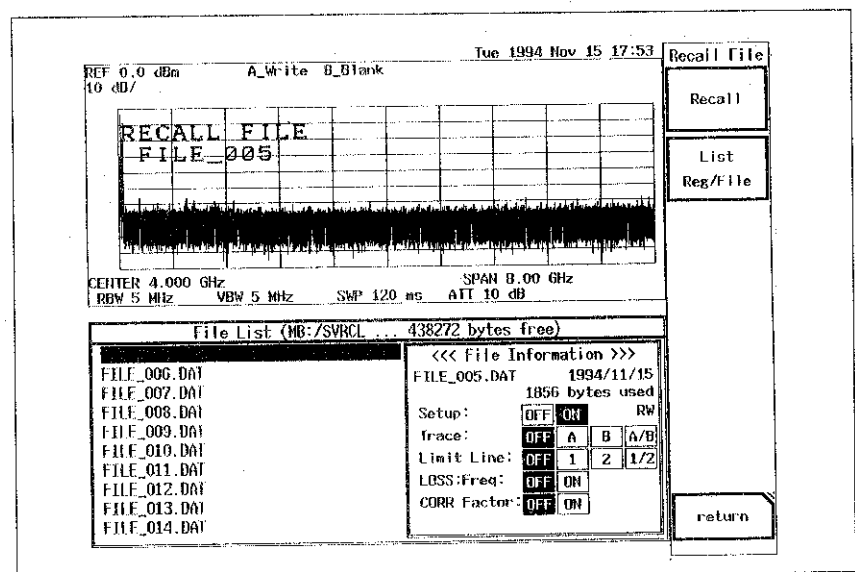 Tue 1994 Nov 15 17:53
REF 0.0 dBm A_Write B_Blank
10 dB/
RECALL FILE
FILE_005
CENTER 4.000 GHz SPAN 8.00 GHz
RBW 5 MHz VBW 5 MHz SWP 120 ms ATT 10 dB
File List (MB:/SVRCL ... 438272 bytes free)
FILE_006.DAT
FILE_007.DAT
FILE_008.DAT
FILE_009.DAT
FILE_010.DAT
FILE_011.DAT
FILE_012.DAT
FILE_013.DAT
FILE_014.DAT
<<< File Information >>>
FILE_005.DAT 1994/11/15
1856 bytes used
Setup: OFF ON RW
Trace: OFF A B A/B
Limit Line: OFF 1 2 1/2
LOSS:Freq: OFF ON
CORR Factor: OFF ON
Recall File
Recall
List
Reg/File
return